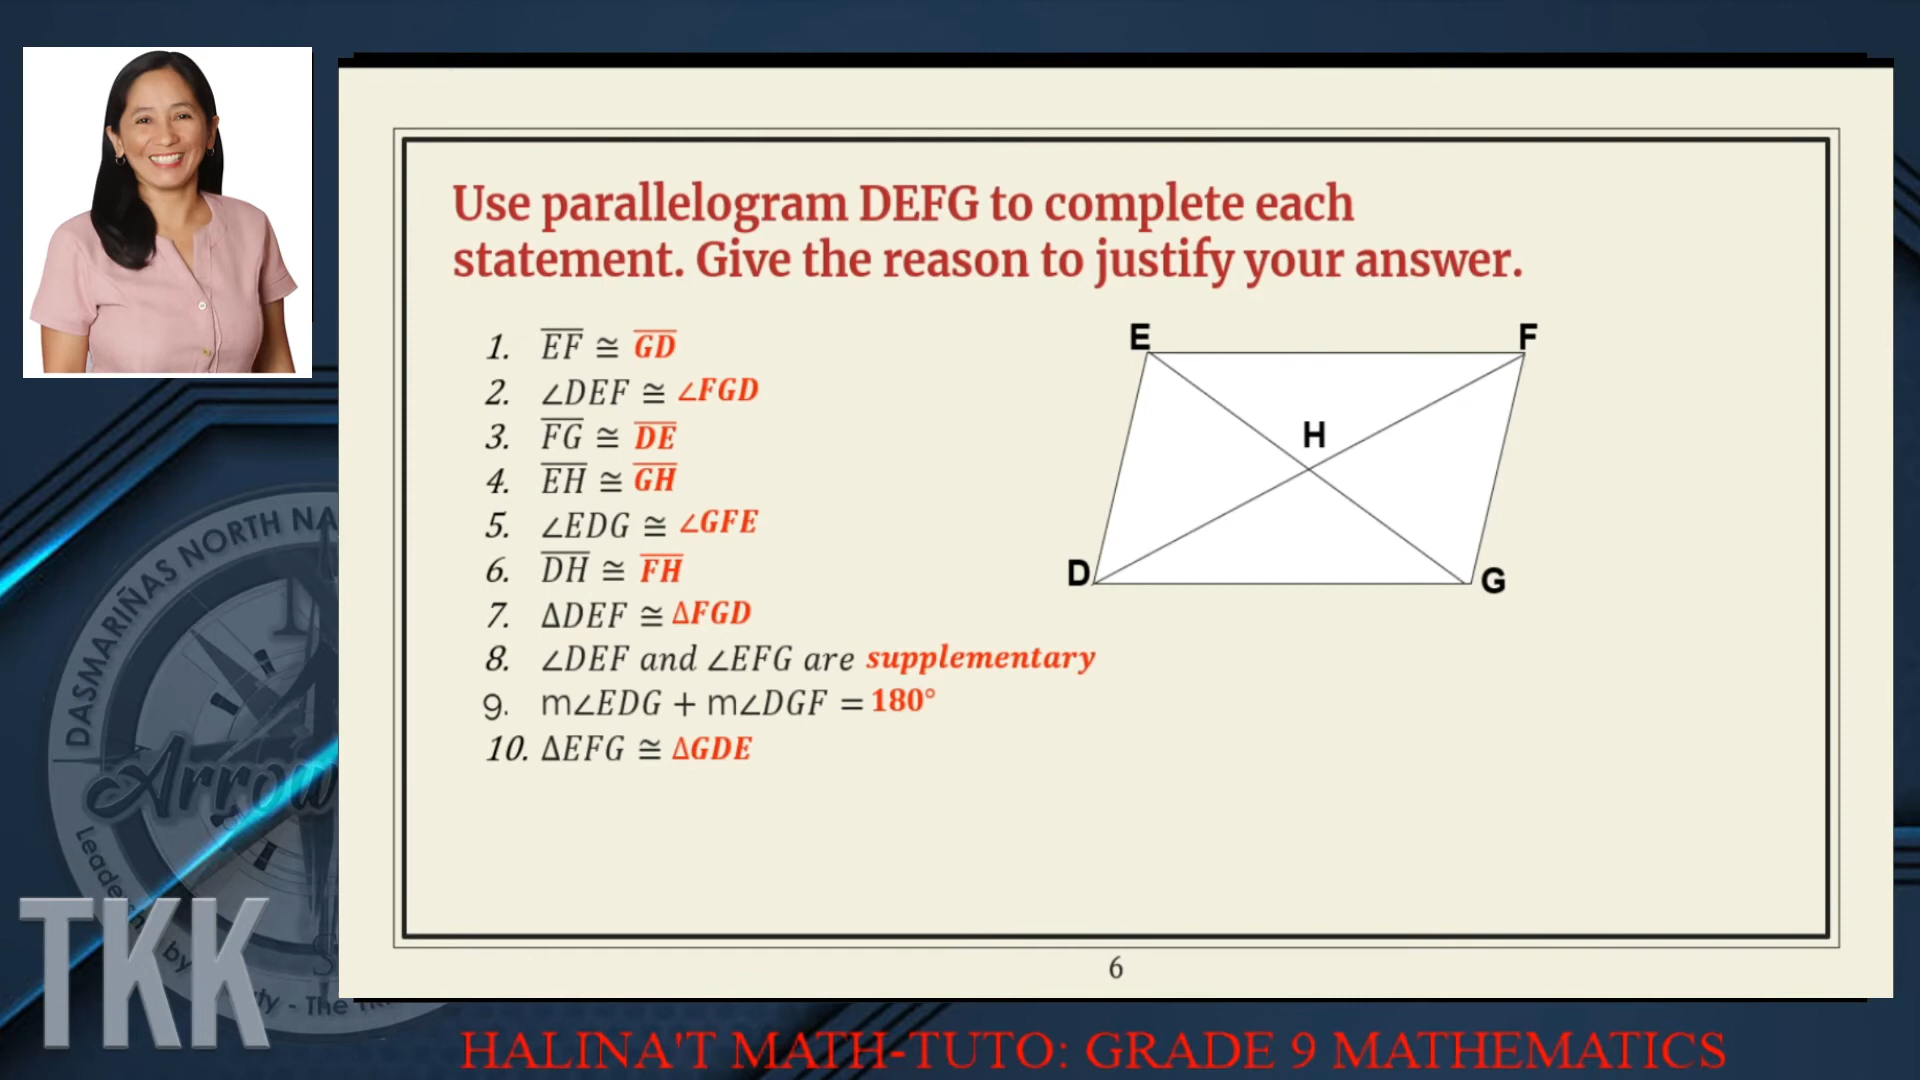 Use parallelogram DEFG to complete each
statement. Give the reason to justify your answer.
1. EF ≅ GD
2. ∠DEF ≅ ∠FGD
3. FG ≅ DE
4. EH ≅ GH
5. ∠EDG ≅ ∠GFE
6. DH ≅ FH
7. ΔDEF ≅ ΔFGD
8. ∠DEF and ∠EFG are supplementary
9. m∠EDG + m∠DGF = 180°
10. ΔEFG ≅ ΔGDE
E
F
H
D
G
6
DASMARIÑAS NORTH NA
Arrow
by
- The
TKK
HALINA'T MATH-TUTO: GRADE 9 MATHEMATICS